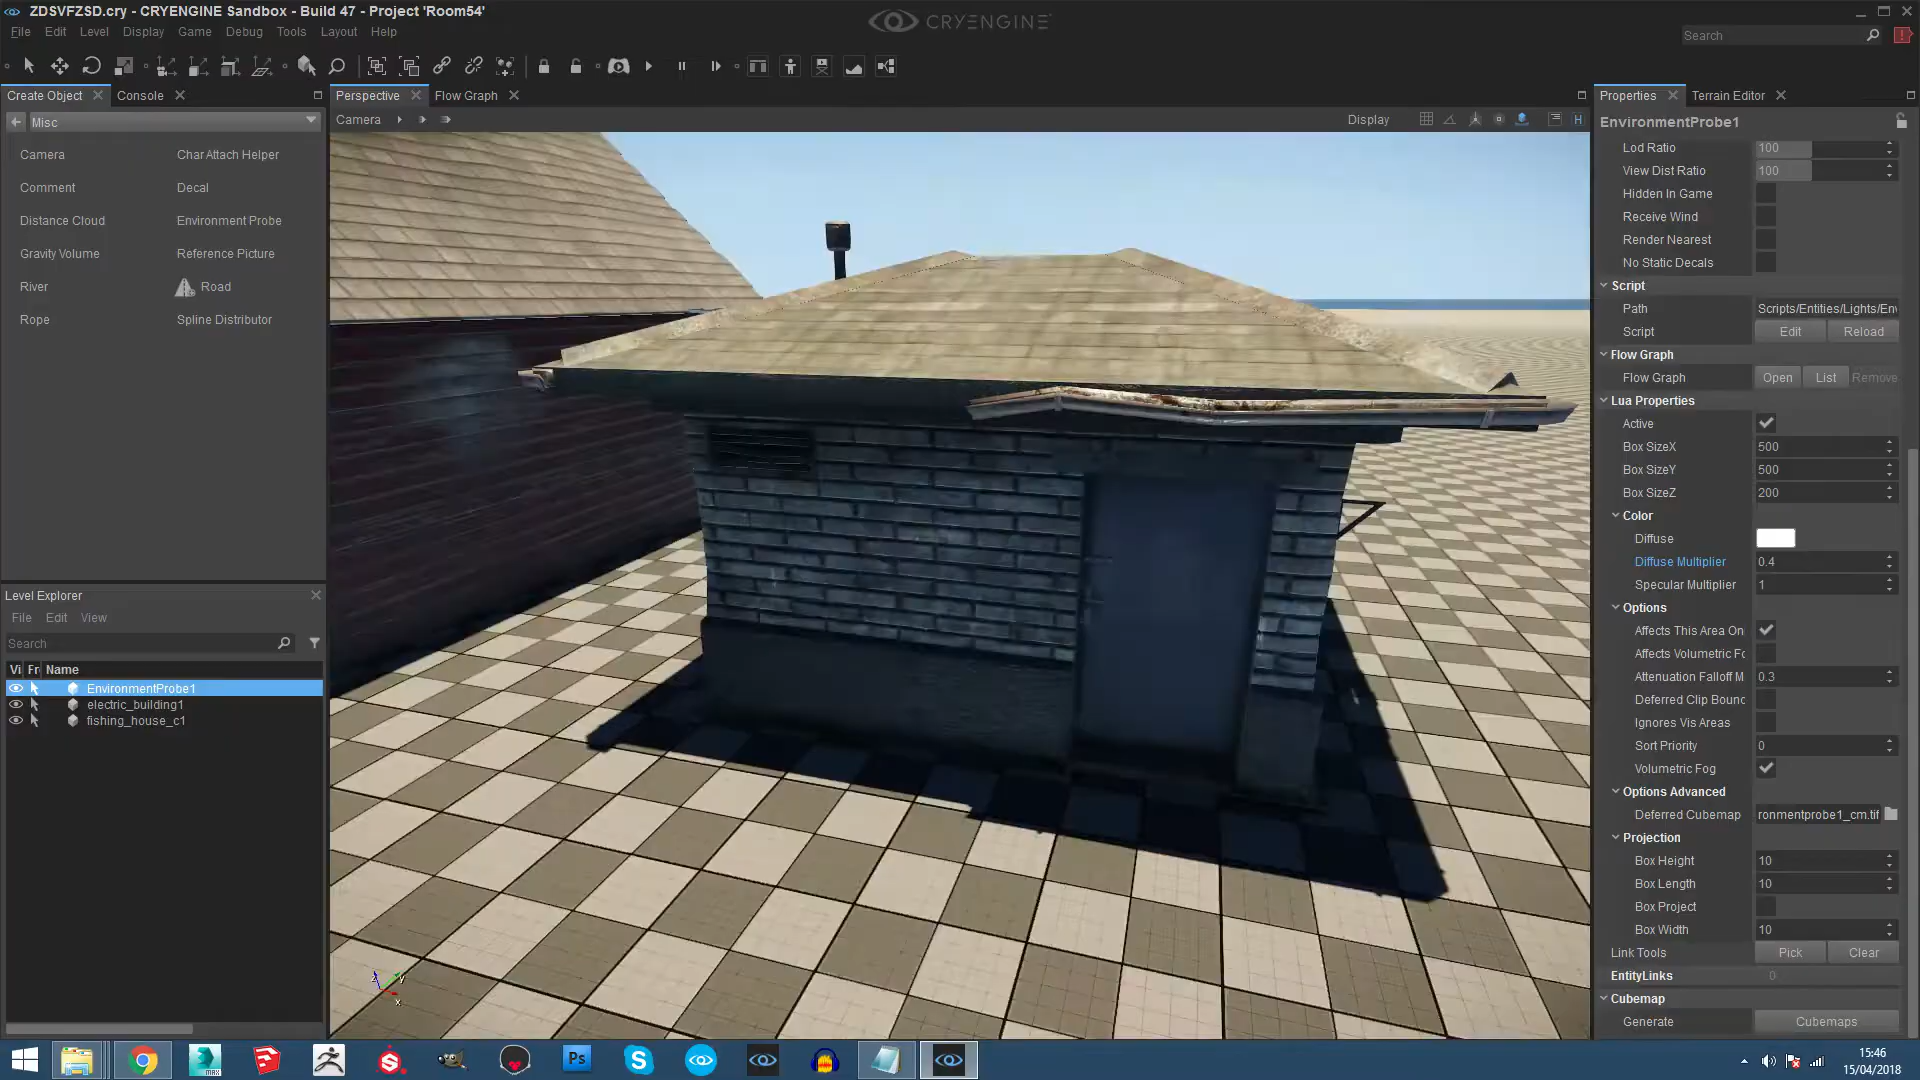 ZDSVFZSD.cry - CRYENGINE Sandbox - Build 47 - Project 'Room54'
CRYENGINE
File Edit Level Display Game Debug Tools Layout Help
Search
Create Object
Console
Perspective
Flow Graph
Properties
Terrain Editor
Misc
Camera
Display
H
EnvironmentProbe1
Camera
Char Attach Helper
Comment
Decal
Distance Cloud
Environment Probe
Gravity Volume
Reference Picture
River
Road
Rope
Spline Distributor
Level Explorer
File Edit View
Search
Vi Fr Name
EnvironmentProbe1
electric_building1
fishing_house_c1
z y x
Lod Ratio 100
View Dist Ratio 100
Hidden In Game
Receive Wind
Render Nearest
No Static Decals
Script
Path Scripts/Entities/Lights/En
Script Edit Reload
Flow Graph
Flow Graph Open List Remove
Lua Properties
Active
Box SizeX 500
Box SizeY 500
Box SizeZ 200
Color
Diffuse
Diffuse Multiplier 0.4
Specular Multiplier 1
Options
Affects This Area On
Affects Volumetric Fo
Attenuation Falloff M 0.3
Deferred Clip Bounc
Ignores Vis Areas
Sort Priority 0
Volumetric Fog
Options Advanced
Deferred Cubemap ronmentprobe1_cm.tif
Projection
Box Height 10
Box Length 10
Box Project
Box Width 10
Link Tools Pick Clear
EntityLinks 0
Cubemap
Generate Cubemaps
MAX
Ps
15:46
15/04/2018